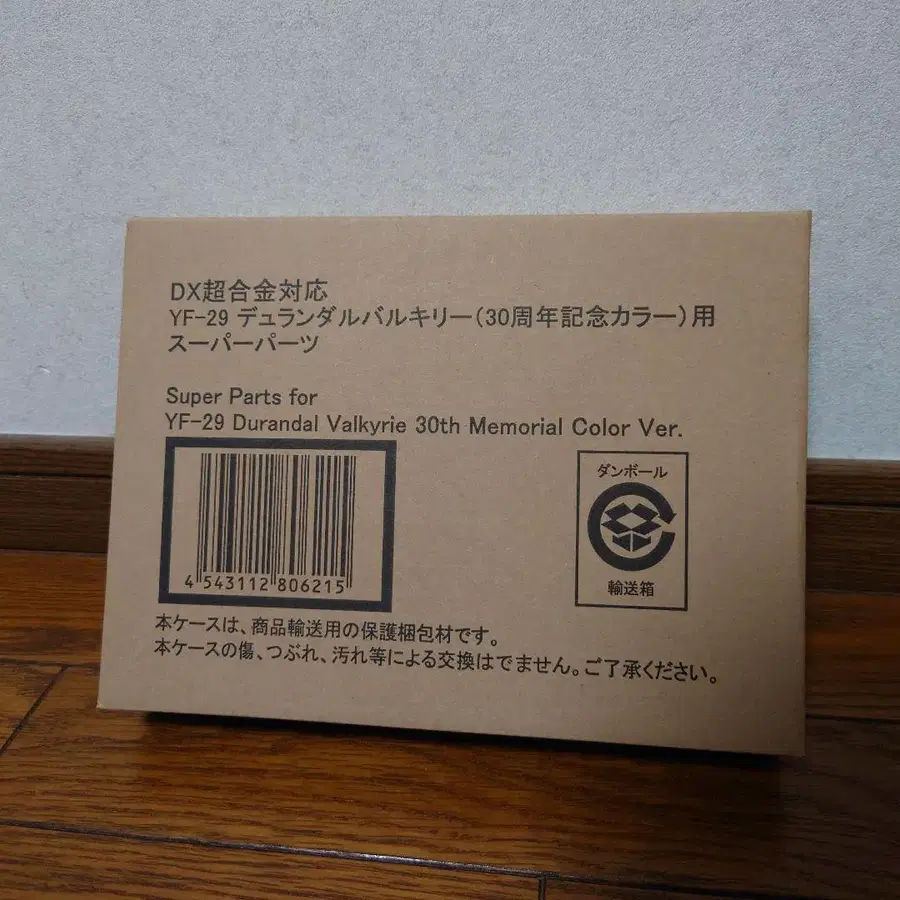 DX超合金対応
YF-29 デュランダルバルキリー(30周年記念カラー)用
スーパーパーツ
Super Parts for
YF-29 Durandal Valkyrie 30th Memorial Color Ver.
4 543112 806215
ダンボール
輸送箱
本ケースは、商品輸送用の保護梱包材です。
本ケースの傷、つぶれ、汚れ等による交換はできません。ご了承ください。